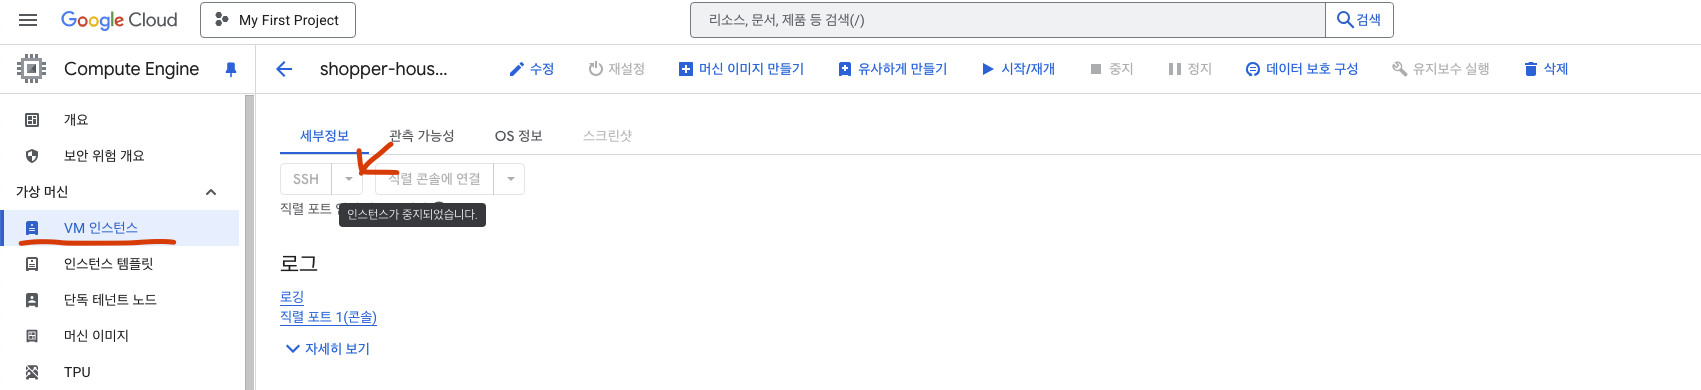 Google Cloud
My First Project
리소스, 문서, 제품 등 검색(/)
검색
Compute Engine
shopper-hous...
수정
재설정
머신 이미지 만들기
유사하게 만들기
시작/재개
중지
정지
데이터 보호 구성
유지보수 실행
삭제
개요
보안 위험 개요
가상 머신
VM 인스턴스
인스턴스 템플릿
단독 테넌트 노드
머신 이미지
TPU
세부정보
관측 가능성
OS 정보
스크린샷
SSH
직렬 콘솔에 연결
직렬 포트
인스턴스가 중지되었습니다.
로그
로깅
직렬 포트 1(콘솔)
자세히 보기